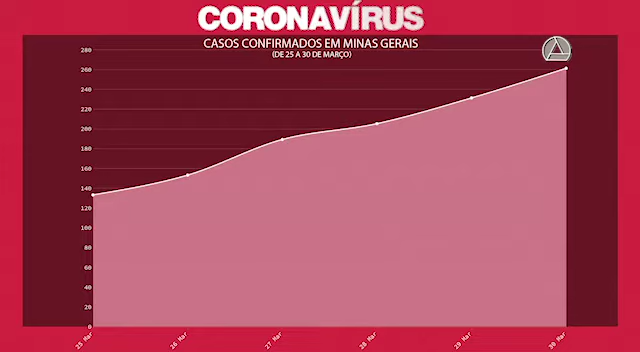 CORONAVÍRUS
CASOS CONFIRMADOS EM MINAS GERAIS
(DE 25 A 30 DE MARÇO)
280
260
240
220
200
180
160
140
120
100
80
60
40
20
0
25 Mar
26 Mar
27 Mar
28 Mar
29 Mar
30 Mar